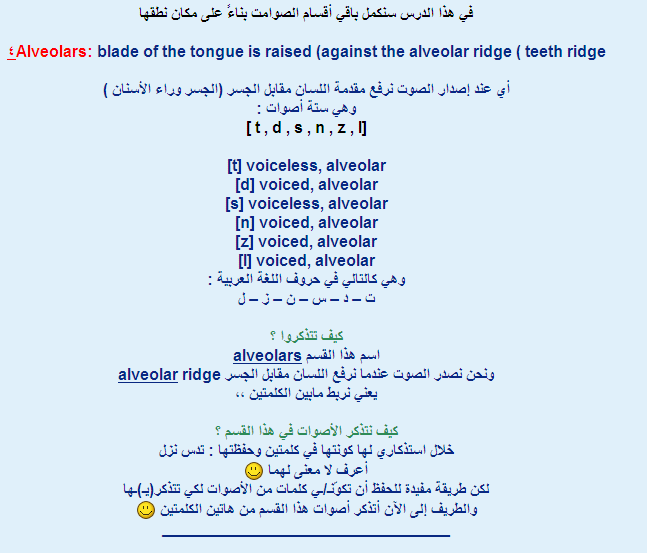 في هذا الدرس سنكمل باقي أقسام الصوامت بناءً على مكان نطقها
٤Alveolars: blade of the tongue is raised (against the alveolar ridge ( teeth ridge
أي عند إصدار الصوت نرفع مقدمة اللسان مقابل الجسر (الجسر وراء الأسنان )
وهي ستة أصوات :
[ t , d , s , n , z , l]
[t] voiceless, alveolar
[d] voiced, alveolar
[s] voiceless, alveolar
[n] voiced, alveolar
[z] voiced, alveolar
[l] voiced, alveolar
وهي كالتالي في حروف اللغة العربية :
ت – د – س – ن – ز – ل
كيف تتذكروا ؟
اسم هذا القسم alveolars
ونحن نصدر الصوت عندما نرفع اللسان مقابل الجسر alveolar ridge
يعني نربط مابين الكلمتين ،،
كيف نتذكر الأصوات في هذا القسم ؟
خلال استذكاري لها كونتها في كلمتين وحفظتها : تدس نزل
أعرف لا معنى لهما
لكن طريقة مفيدة للحفظ أن تكوّنـ/ـي كلمات من الأصوات لكي تتذكر(يـ)ـها
والطريف إلى الآن أتذكر أصوات هذا القسم من هاتين الكلمتين